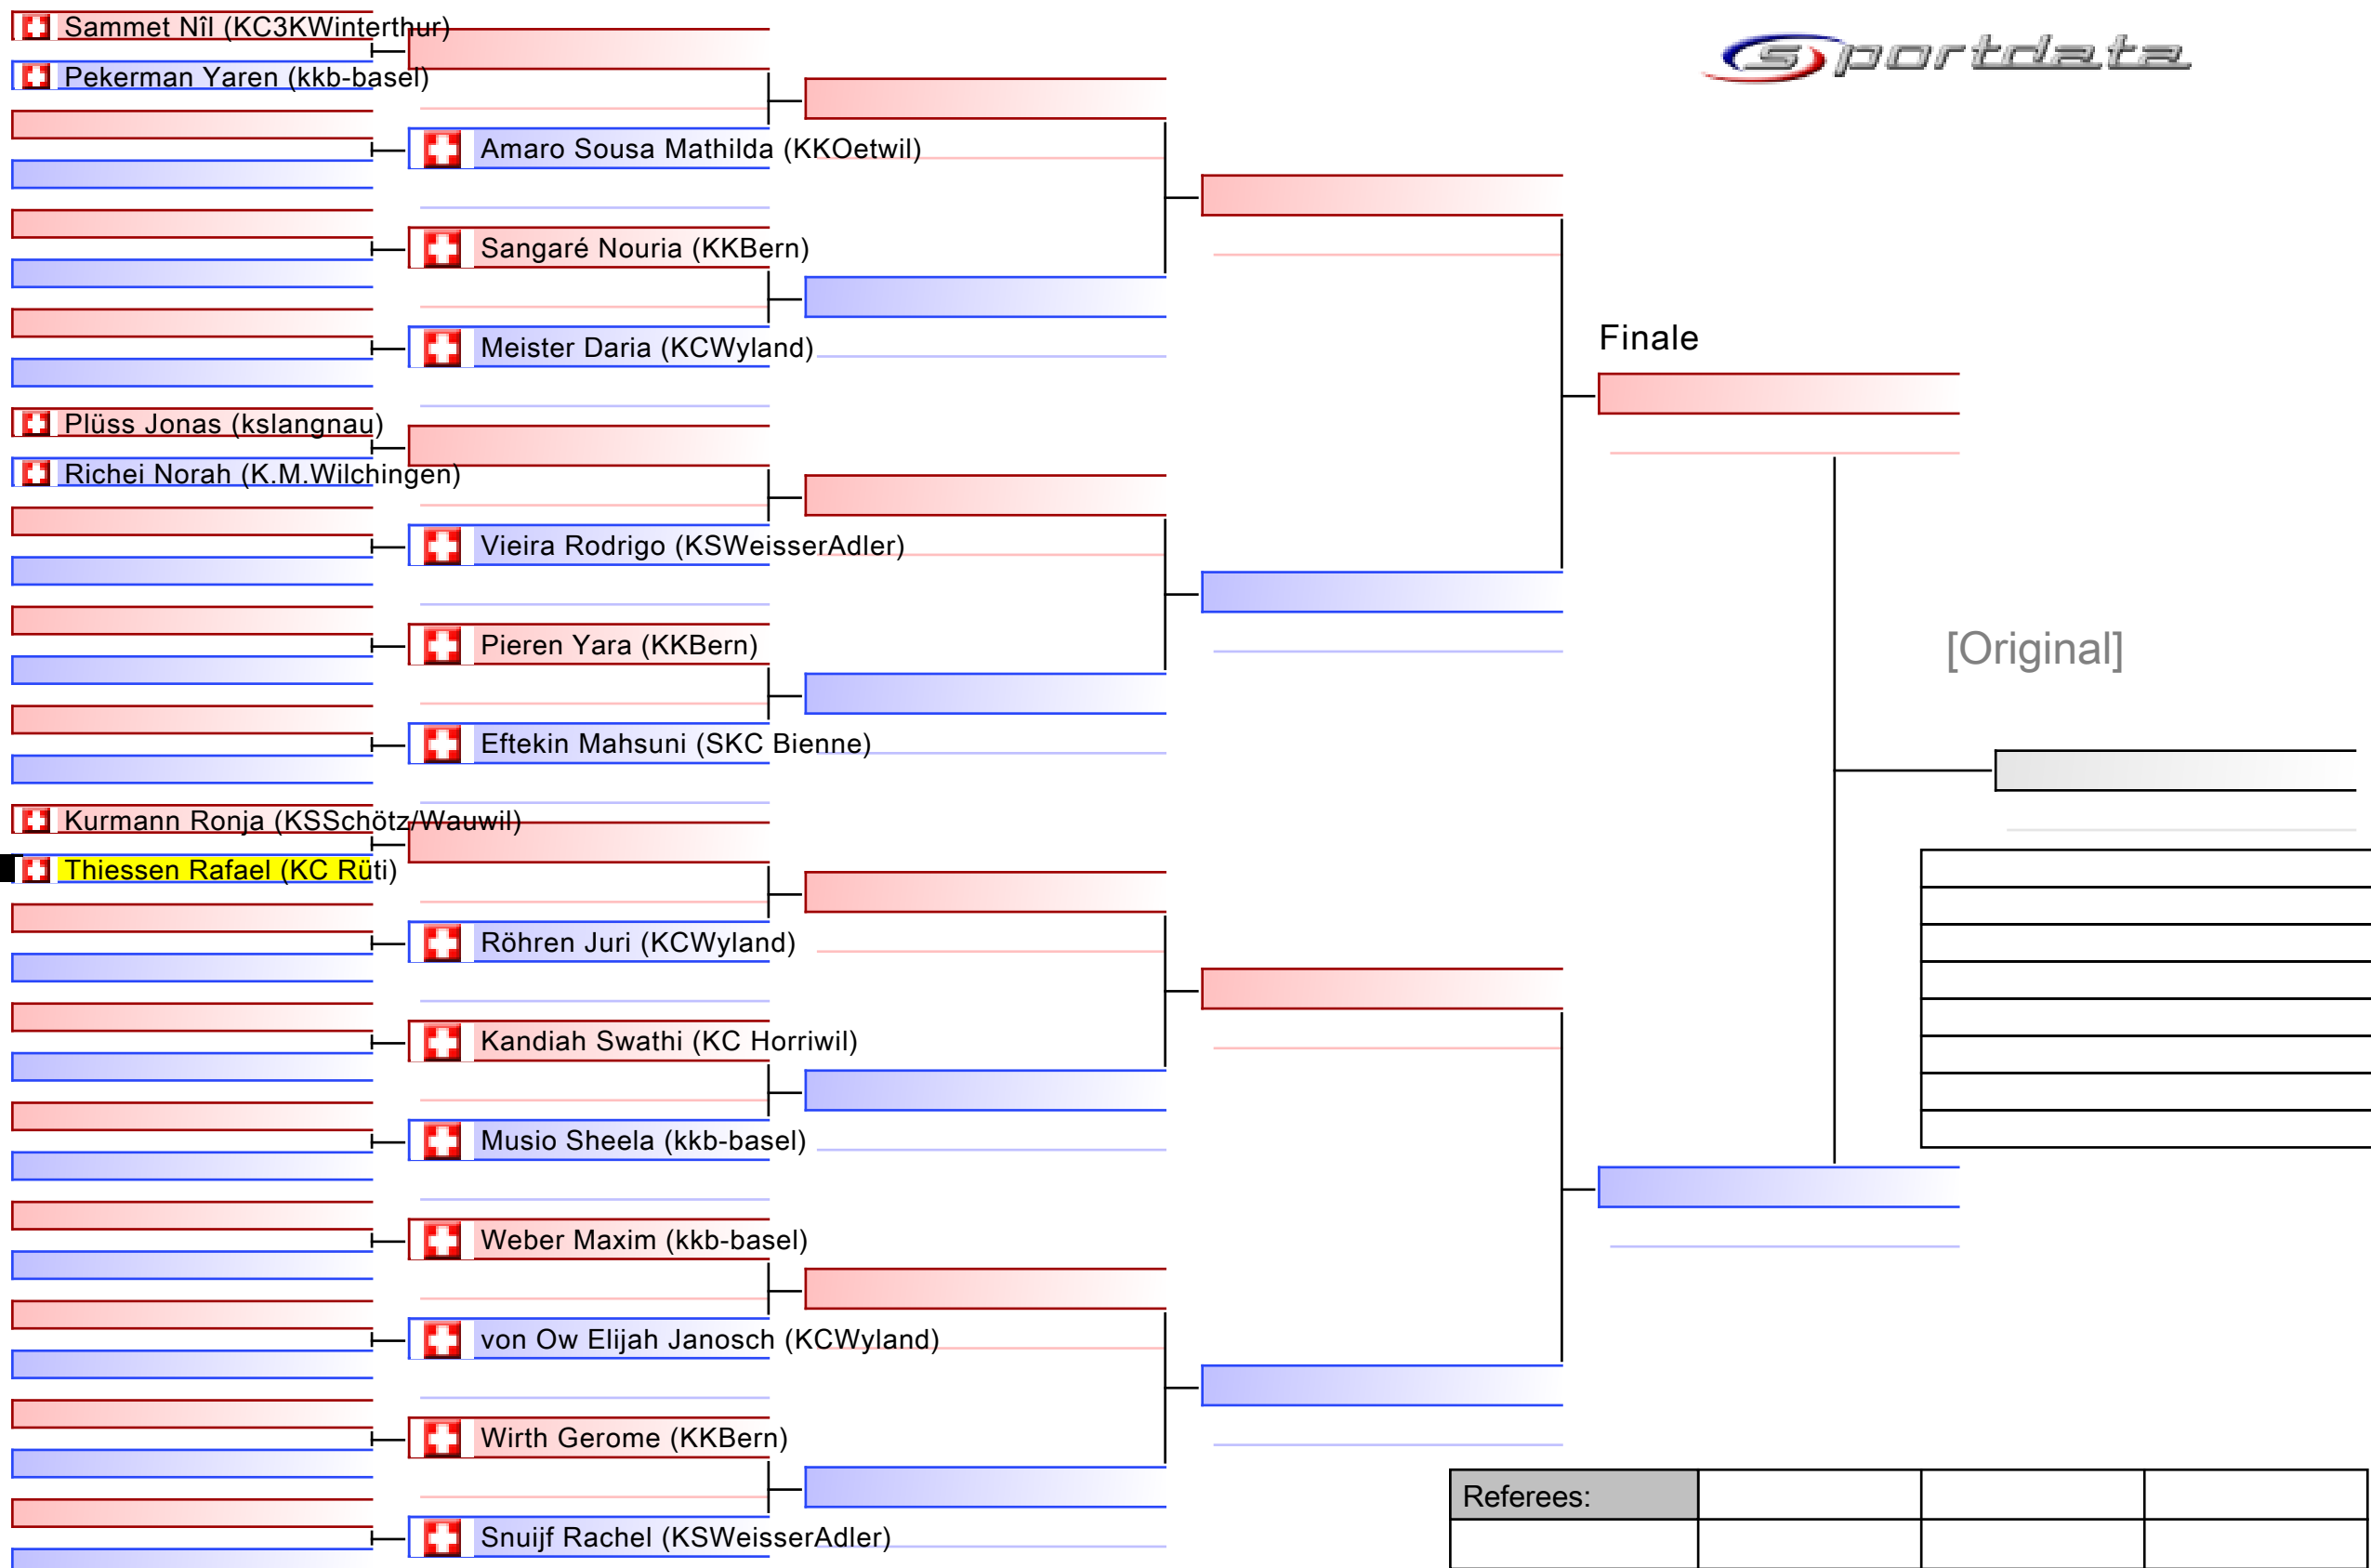 Sammet Nîl (KC3KWinterthur)
Pekerman Yaren (kkb-basel)
Amaro Sousa Mathilda (KKOetwil)
Sangaré Nouria (KKBern)
Meister Daria (KCWyland)
Plüss Jonas (kslangnau)
Richei Norah (K.M.Wilchingen)
Vieira Rodrigo (KSWeisserAdler)
Pieren Yara (KKBern)
Eftekin Mahsuni (SKC Bienne)
Kurmann Ronja (KSSchötz/Wauwil)
Thiessen Rafael (KC Rüti)
Röhren Juri (KCWyland)
Kandiah Swathi (KC Horriwil)
Musio Sheela (kkb-basel)
Weber Maxim (kkb-basel)
von Ow Elijah Janosch (KCWyland)
Wirth Gerome (KKBern)
Snuijf Rachel (KSWeisserAdler)
sportdata
Finale
[Original]
Referees: